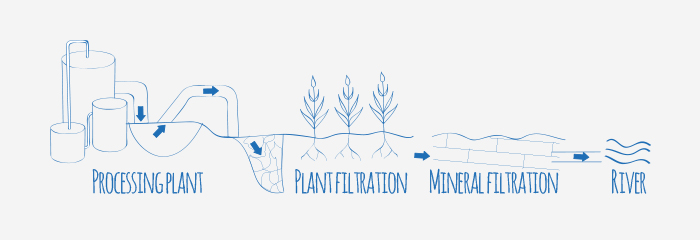 Processing plant
Plant filtration
Mineral filtration
River